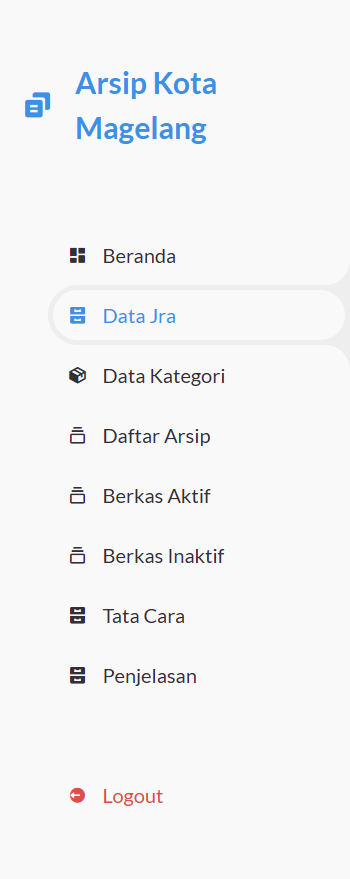 Arsip Kota
Magelang
Beranda
Data Jra
Data Kategori
Daftar Arsip
Berkas Aktif
Berkas Inaktif
Tata Cara
Penjelasan
Logout